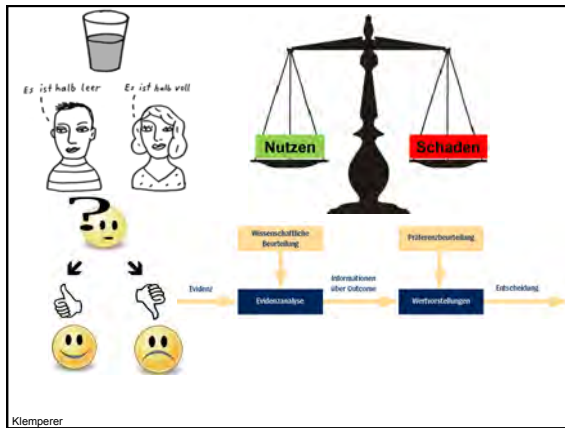 Es ist halb leer
Es ist halb voll
Nutzen
Schaden
?
Wissenschaftliche
Beurteilung
Präferenzbeurteilung
Evidenz
Evidenzanalyse
Informationen
über Outcome
Wertvorstellungen
Entscheidung
Klemperer